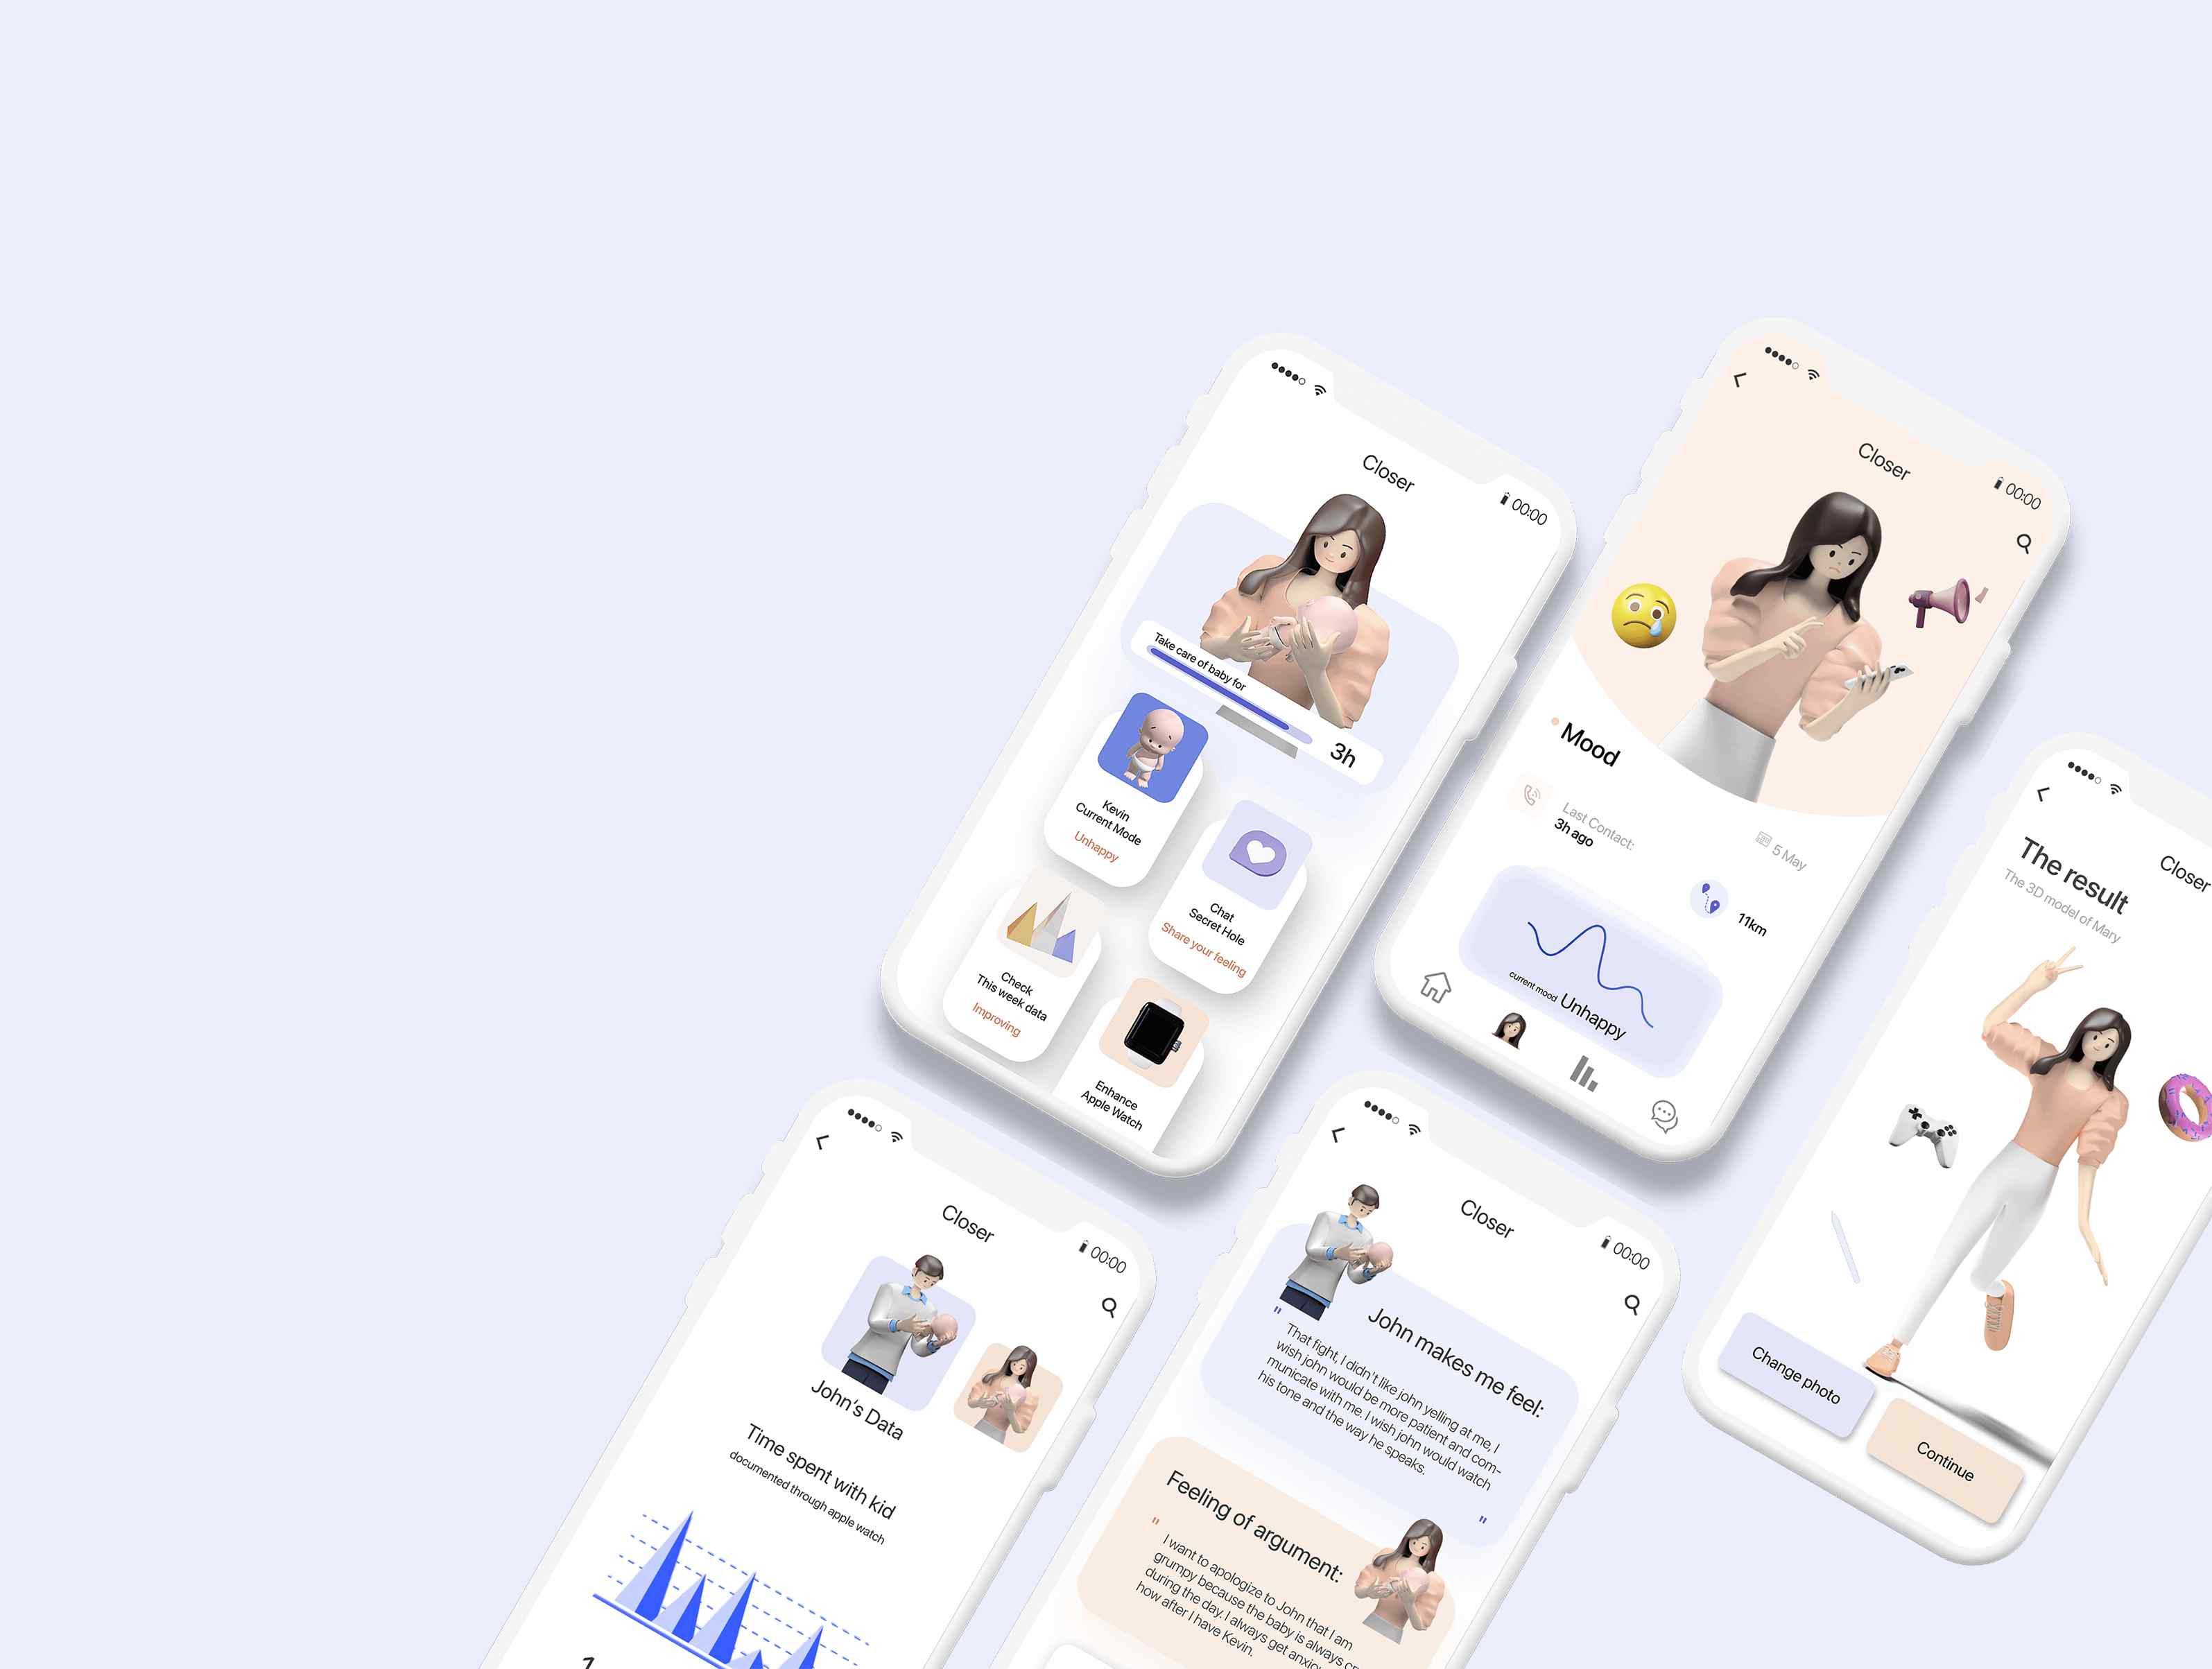 Closer
00:00
Take care of baby for
3h
Kevin
Current Mode
Unhappy
Chat
Secret Hole
Share your feeling
Check
This week data
Improving
Enhance
Apple Watch
Closer
00:00
Mood
Last Contact:
3h ago
5 May
11km
current mood Unhappy
Closer
The result
The 3D model of Mary
Change photo
Continue
Closer
00:00
John's Data
Time spent with kid
documented through apple watch
1
Closer
00:00
John makes me feel:
"
That fight, I didn't like john yelling at me, I
wish john would be more patient and com-
municate with me. I wish john would watch
his tone and the way he speaks.
"
Feeling of argument:
"
I want to apologize to John that I am
grumpy because the baby is always
during the day. I always get
how after I have Kevin.